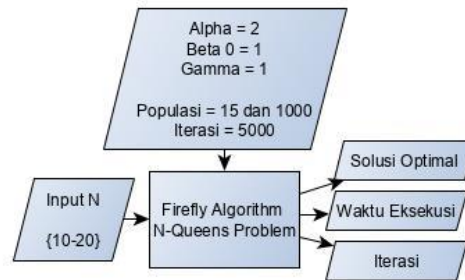 Alpha = 2
Beta 0 = 1
Gamma = 1
Populasi = 15 dan 1000
Iterasi = 5000
Input N
{10-20}
Firefly Algorithm
N-Queens Problem
Solusi Optimal
Waktu Eksekusi
Iterasi